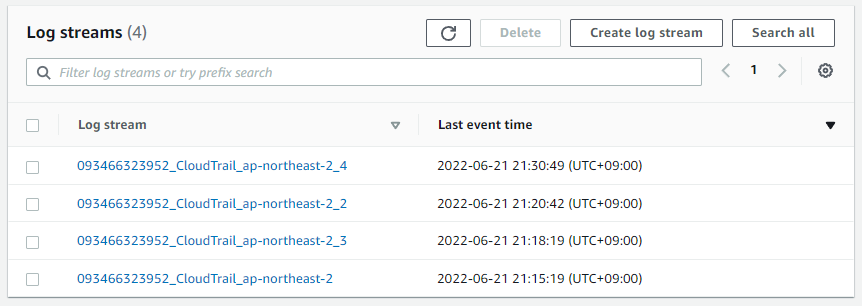 Log streams (4)
Delete
Create log stream
Search all
Filter log streams or try prefix search
1
Log stream
Last event time
093466323952_CloudTrail_ap-northeast-2_4
2022-06-21 21:30:49 (UTC+09:00)
093466323952_CloudTrail_ap-northeast-2_2
2022-06-21 21:20:42 (UTC+09:00)
093466323952_CloudTrail_ap-northeast-2_3
2022-06-21 21:18:19 (UTC+09:00)
093466323952_CloudTrail_ap-northeast-2
2022-06-21 21:15:19 (UTC+09:00)